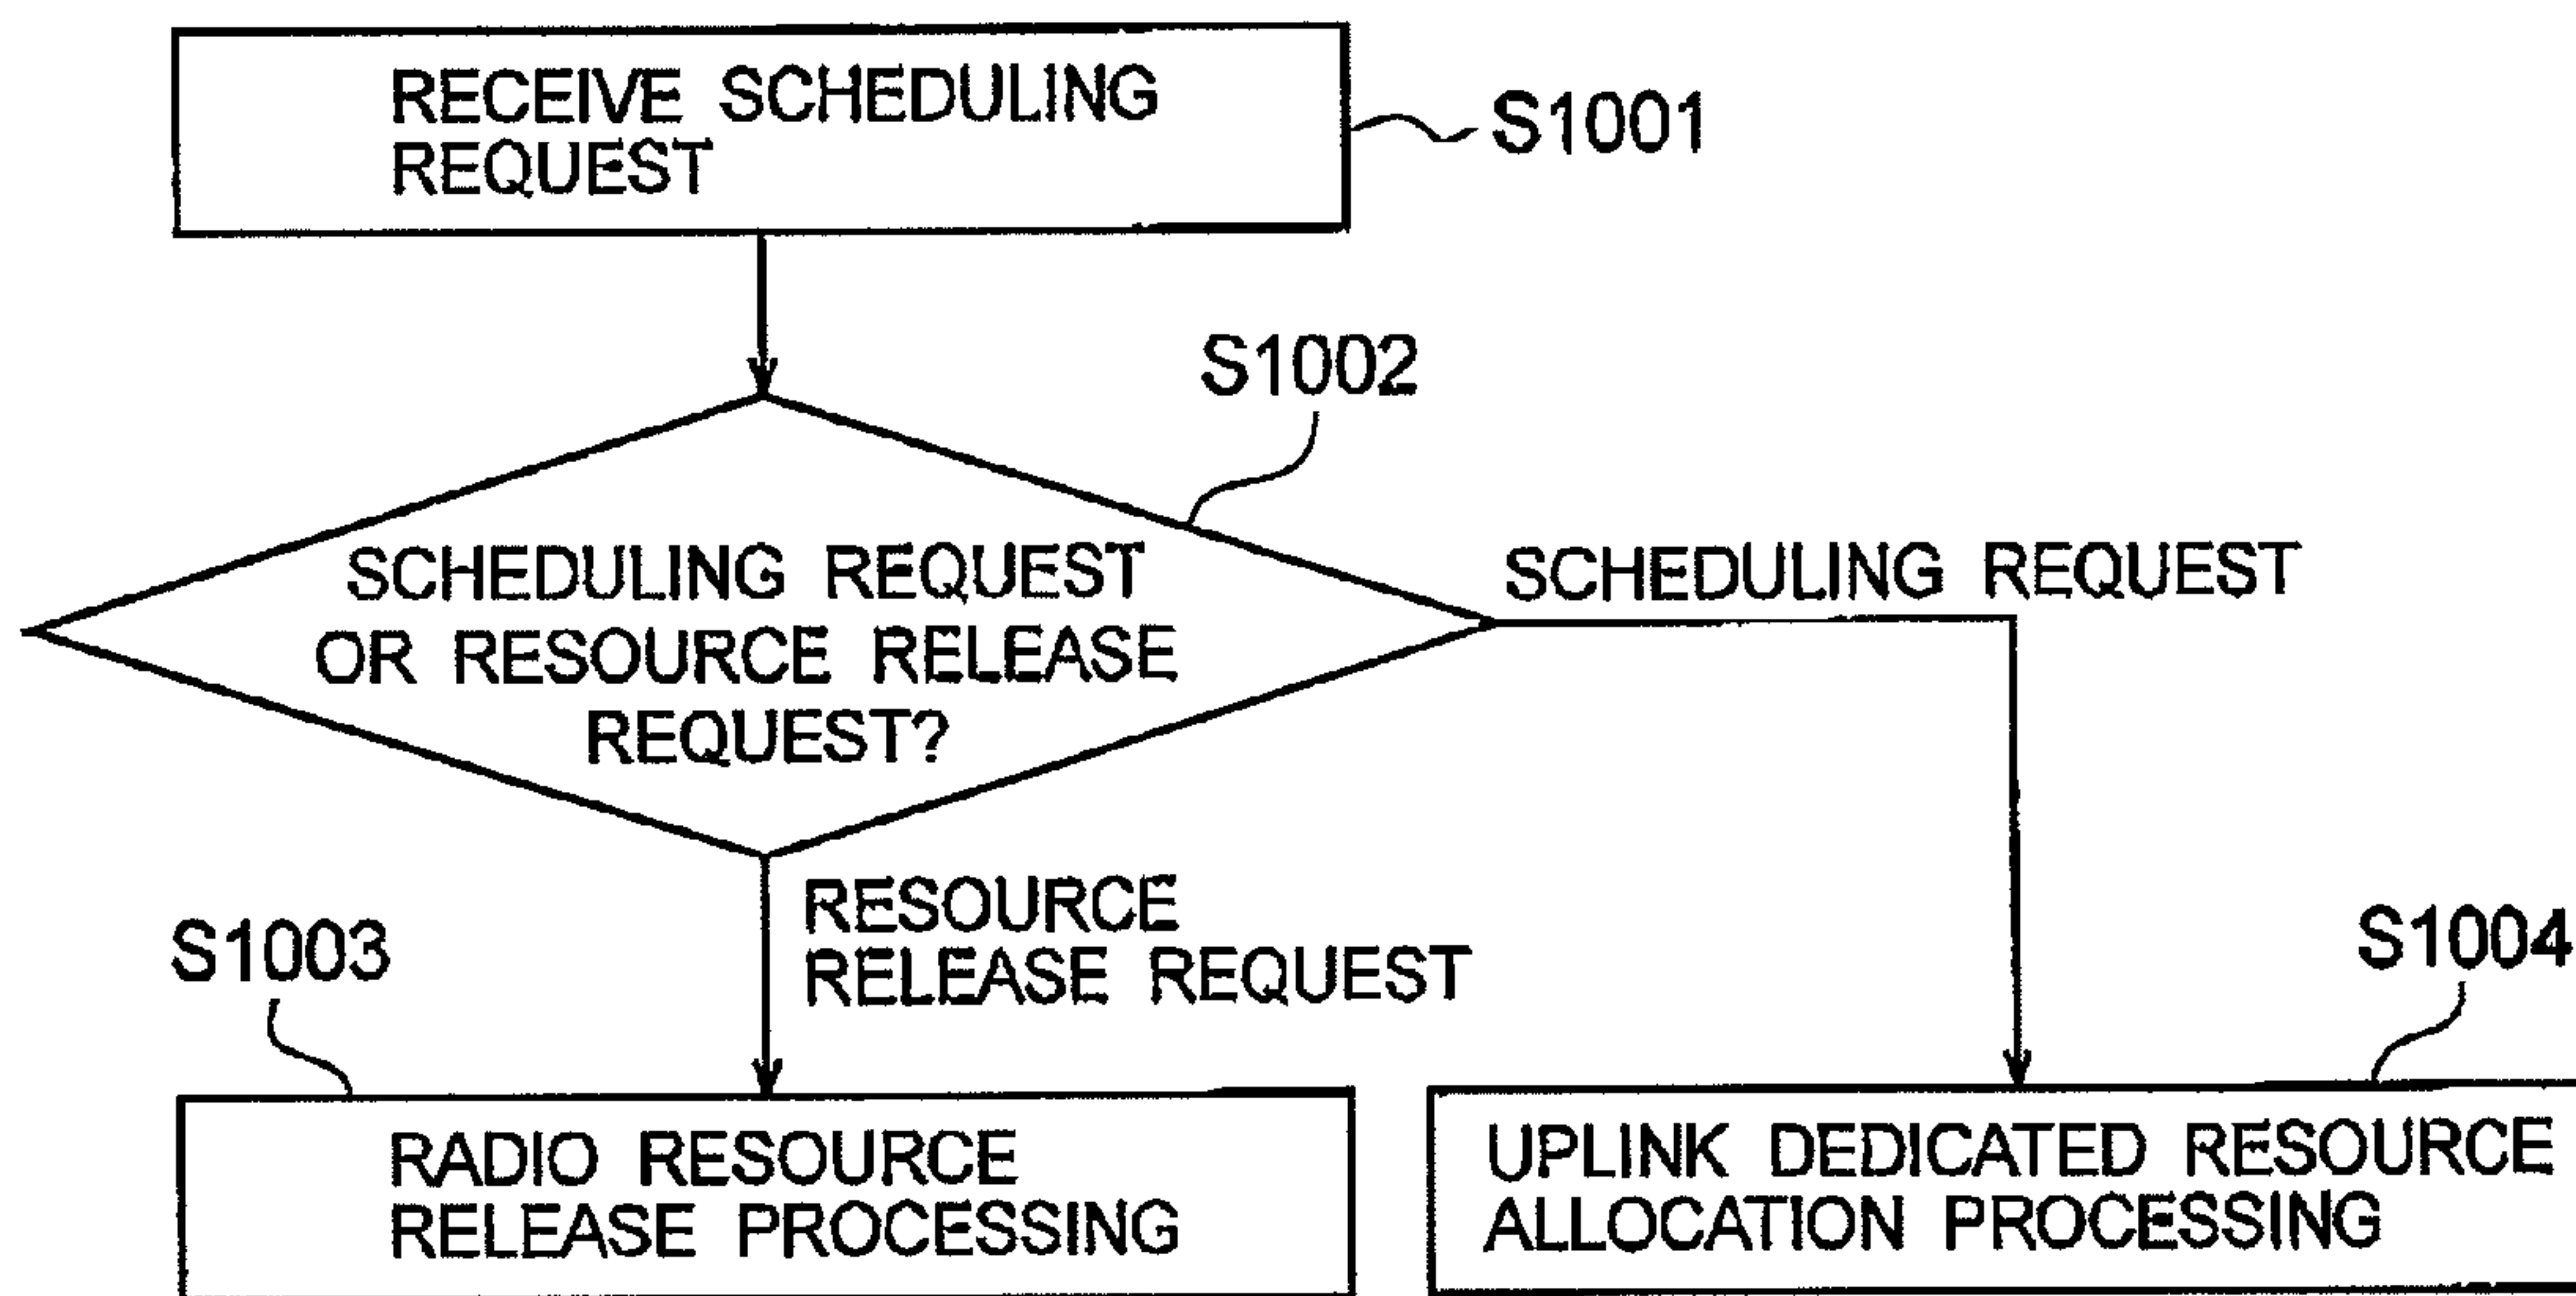 RECEIVE SCHEDULING
REQUEST
S1001
S1002
SCHEDULING REQUEST
OR RESOURCE RELEASE
REQUEST?
SCHEDULING REQUEST
RESOURCE
RELEASE REQUEST
S1003
S1004
RADIO RESOURCE
RELEASE PROCESSING
UPLINK DEDICATED RESOURCE
ALLOCATION PROCESSING